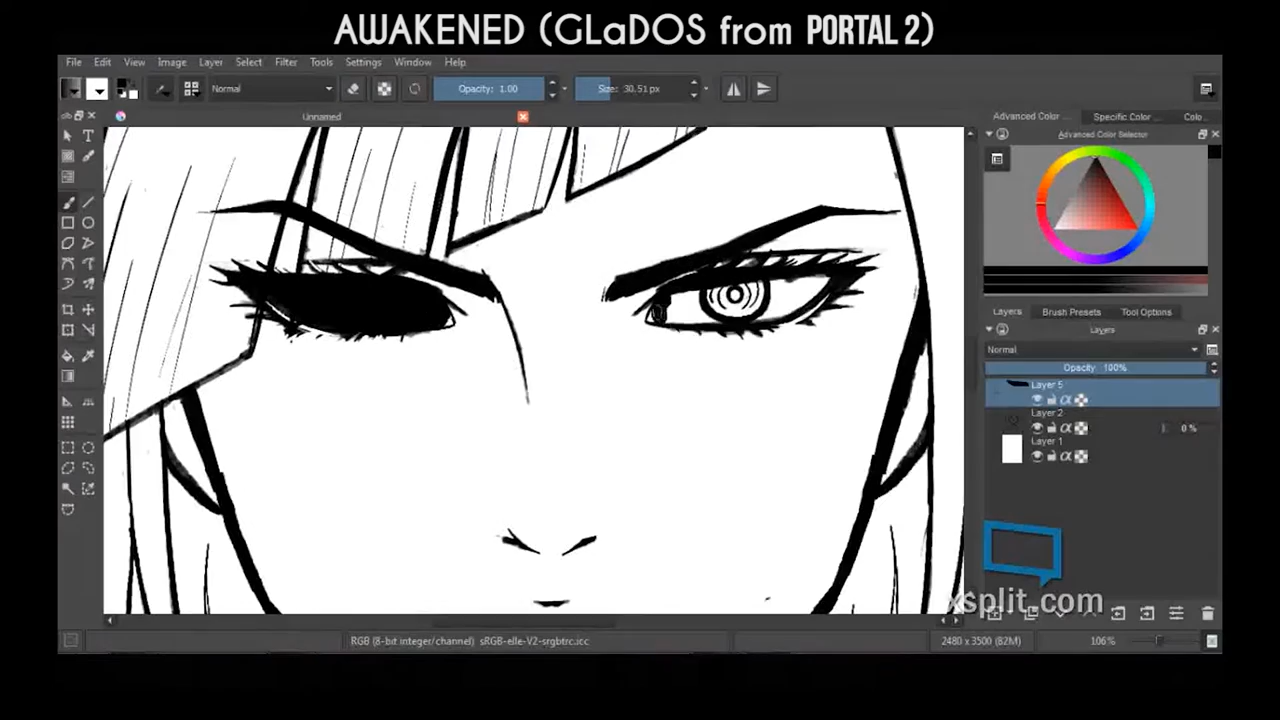 AWAKENED (GLaDOS from PORTAL 2)
File Edit View Image Layer Select Filter Tools Settings Window Help
Normal Opacity: 1.00 Size: 30.51 px
Unnamed
Advanced Color ... Specific Color ... Colo ...
Advanced Color Selector
T
Layers Brush Presets Tool Options
Layers
Normal
Opacity: 100%
Layer 5
Layer 2
0 %
Layer 1
xsplit.com
RGB (8-bit integer/channel) sRGB-elle-V2-srgbtrc.icc 2480 x 3500 (82M) 106%